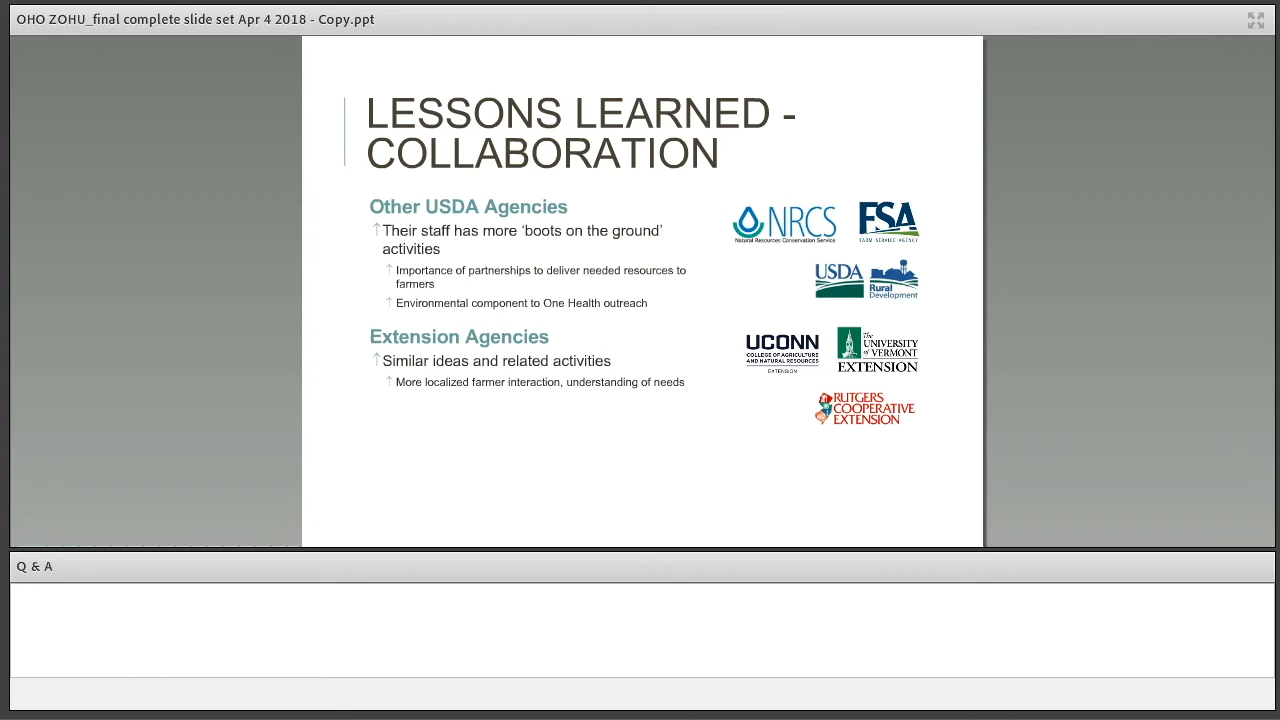 OHO ZOHU_final complete slide set Apr 4 2018 - Copy.ppt
LESSONS LEARNED -
COLLABORATION
Other USDA Agencies
↑Their staff has more ‘boots on the ground’
activities
↑ Importance of partnerships to deliver needed resources to
farmers
↑ Environmental component to One Health outreach
Extension Agencies
↑Similar ideas and related activities
↑ More localized farmer interaction, understanding of needs
NRCS
Natural Resources Conservation Service
FSA
FARM SERVICE AGENCY
USDA
Rural
Development
UCONN
COLLEGE OF AGRICULTURE
AND NATURAL RESOURCES
EXTENSION
The
UNIVERSITY
of VERMONT
EXTENSION
RUTGERS
COOPERATIVE
EXTENSION
Q & A